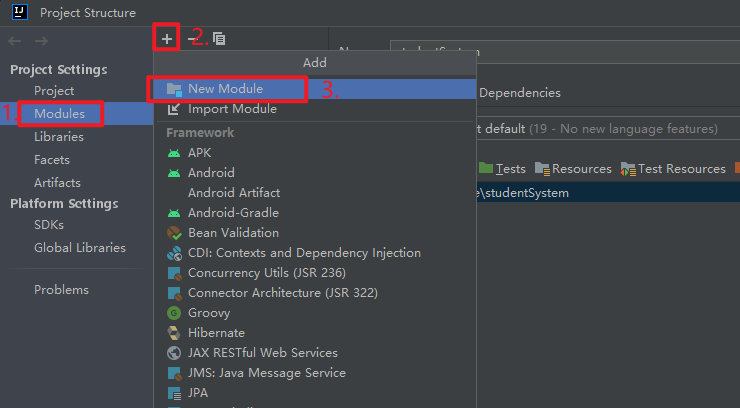 Project Structure
Project Settings
Project
1. Modules
Libraries
Facets
Artifacts
Platform Settings
SDKs
Global Libraries
Problems
2.
Add
New Module 3.
Import Module
Framework
APK
Android
Android Artifact
Android-Gradle
Bean Validation
CDI: Contexts and Dependency Injection
Concurrency Utils (JSR 236)
Connector Architecture (JSR 322)
Groovy
Hibernate
JAX RESTful Web Services
JMS: Java Message Service
JPA
Dependencies
default (19 - No new language features)
Tests Resources Test Resources
\studentSystem